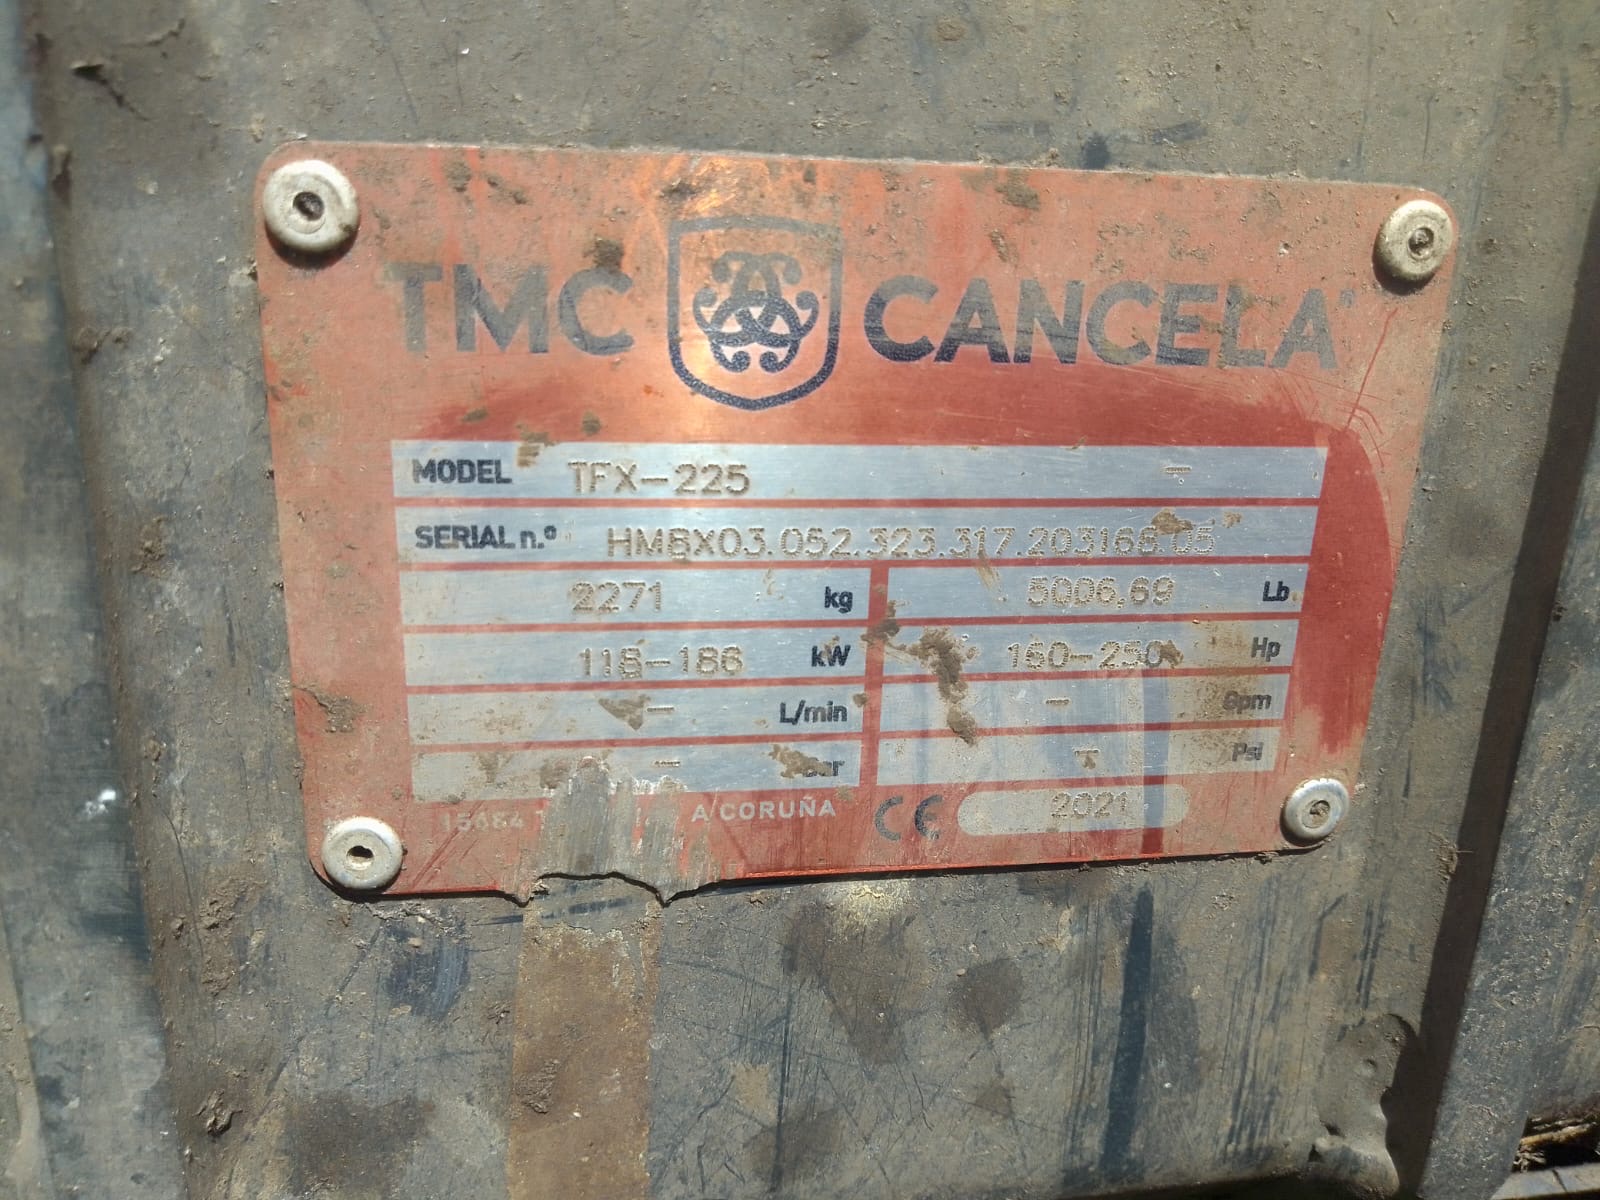 TMC CANCELA
MODEL TFX-225 -
SERIAL n.º HMBX03.052.323.317.203168.05
2271 kg 5006,69 Lb
118-186 kW 160-250 Hp
- L/min - Gpm
- Bar - Psi
A CORUÑA CE 2021